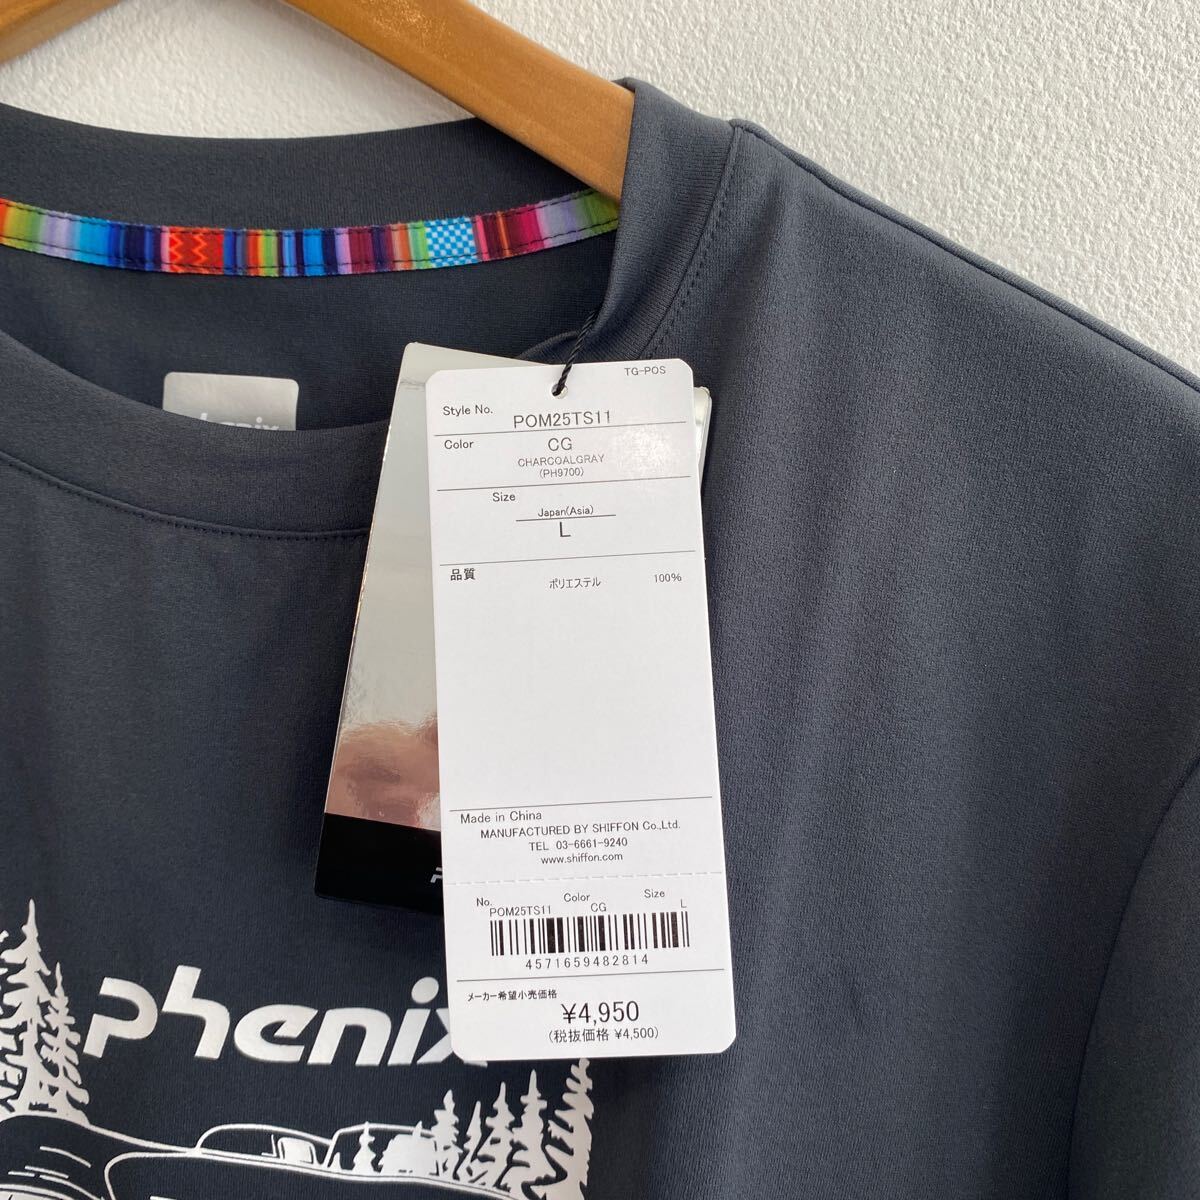 phenix
TG-POS
Style No. POM25TS11
Color CG
CHARCOALGRAY
(PH9700)
Size
Japan(Asia)
L
品質 ポリエステル 100%
Made in China
MANUFACTURED BY SHIFFON Co.,Ltd.
TEL 03-6661-9240
www.shiffon.com
No. Color Size
POM25TS11 CG L
4571659482814
メーカー希望小売価格
¥4,950
(税抜価格 ¥4,500)
phenix